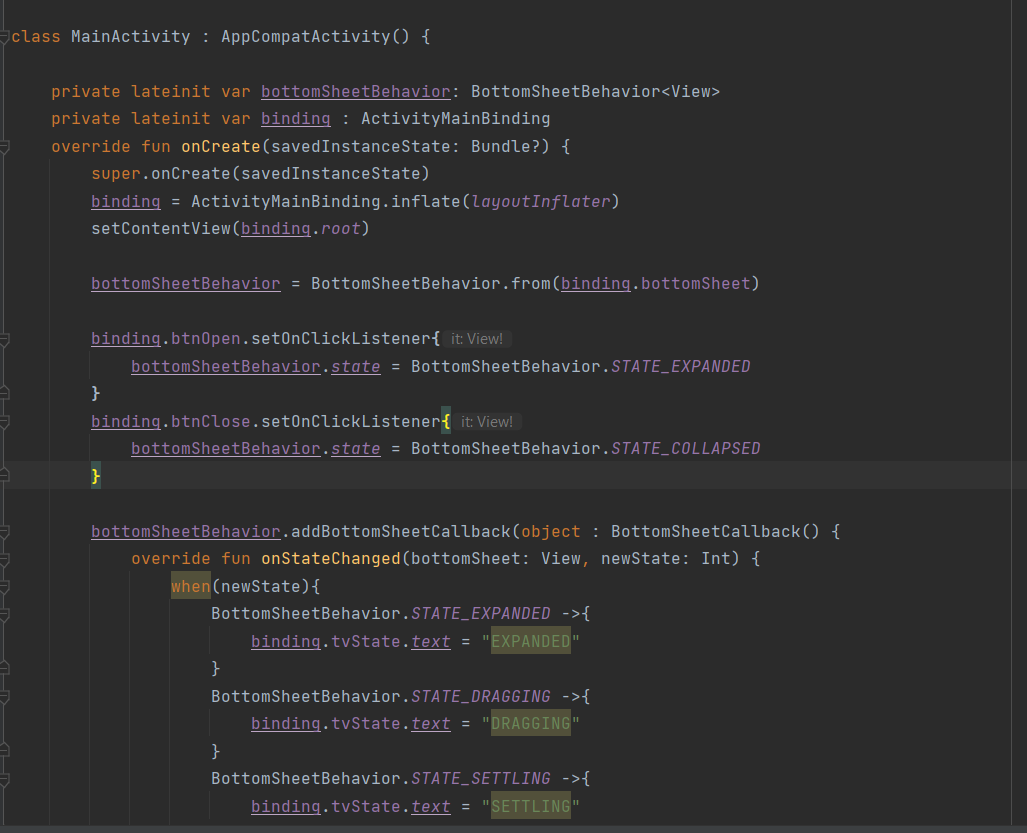 class MainActivity : AppCompatActivity() {
private lateinit var bottomSheetBehavior: BottomSheetBehavior<View>
private lateinit var binding : ActivityMainBinding
override fun onCreate(savedInstanceState: Bundle?) {
super.onCreate(savedInstanceState)
binding = ActivityMainBinding.inflate(layoutInflater)
setContentView(binding.root)
bottomSheetBehavior = BottomSheetBehavior.from(binding.bottomSheet)
binding.btnOpen.setOnClickListener{ it: View!
bottomSheetBehavior.state = BottomSheetBehavior.STATE_EXPANDED
}
binding.btnClose.setOnClickListener{ it: View!
bottomSheetBehavior.state = BottomSheetBehavior.STATE_COLLAPSED
}
bottomSheetBehavior.addBottomSheetCallback(object : BottomSheetCallback() {
override fun onStateChanged(bottomSheet: View, newState: Int) {
when(newState){
BottomSheetBehavior.STATE_EXPANDED ->{
binding.tvState.text = "EXPANDED"
}
BottomSheetBehavior.STATE_DRAGGING ->{
binding.tvState.text = "DRAGGING"
}
BottomSheetBehavior.STATE_SETTLING ->{
binding.tvState.text = "SETTLING"